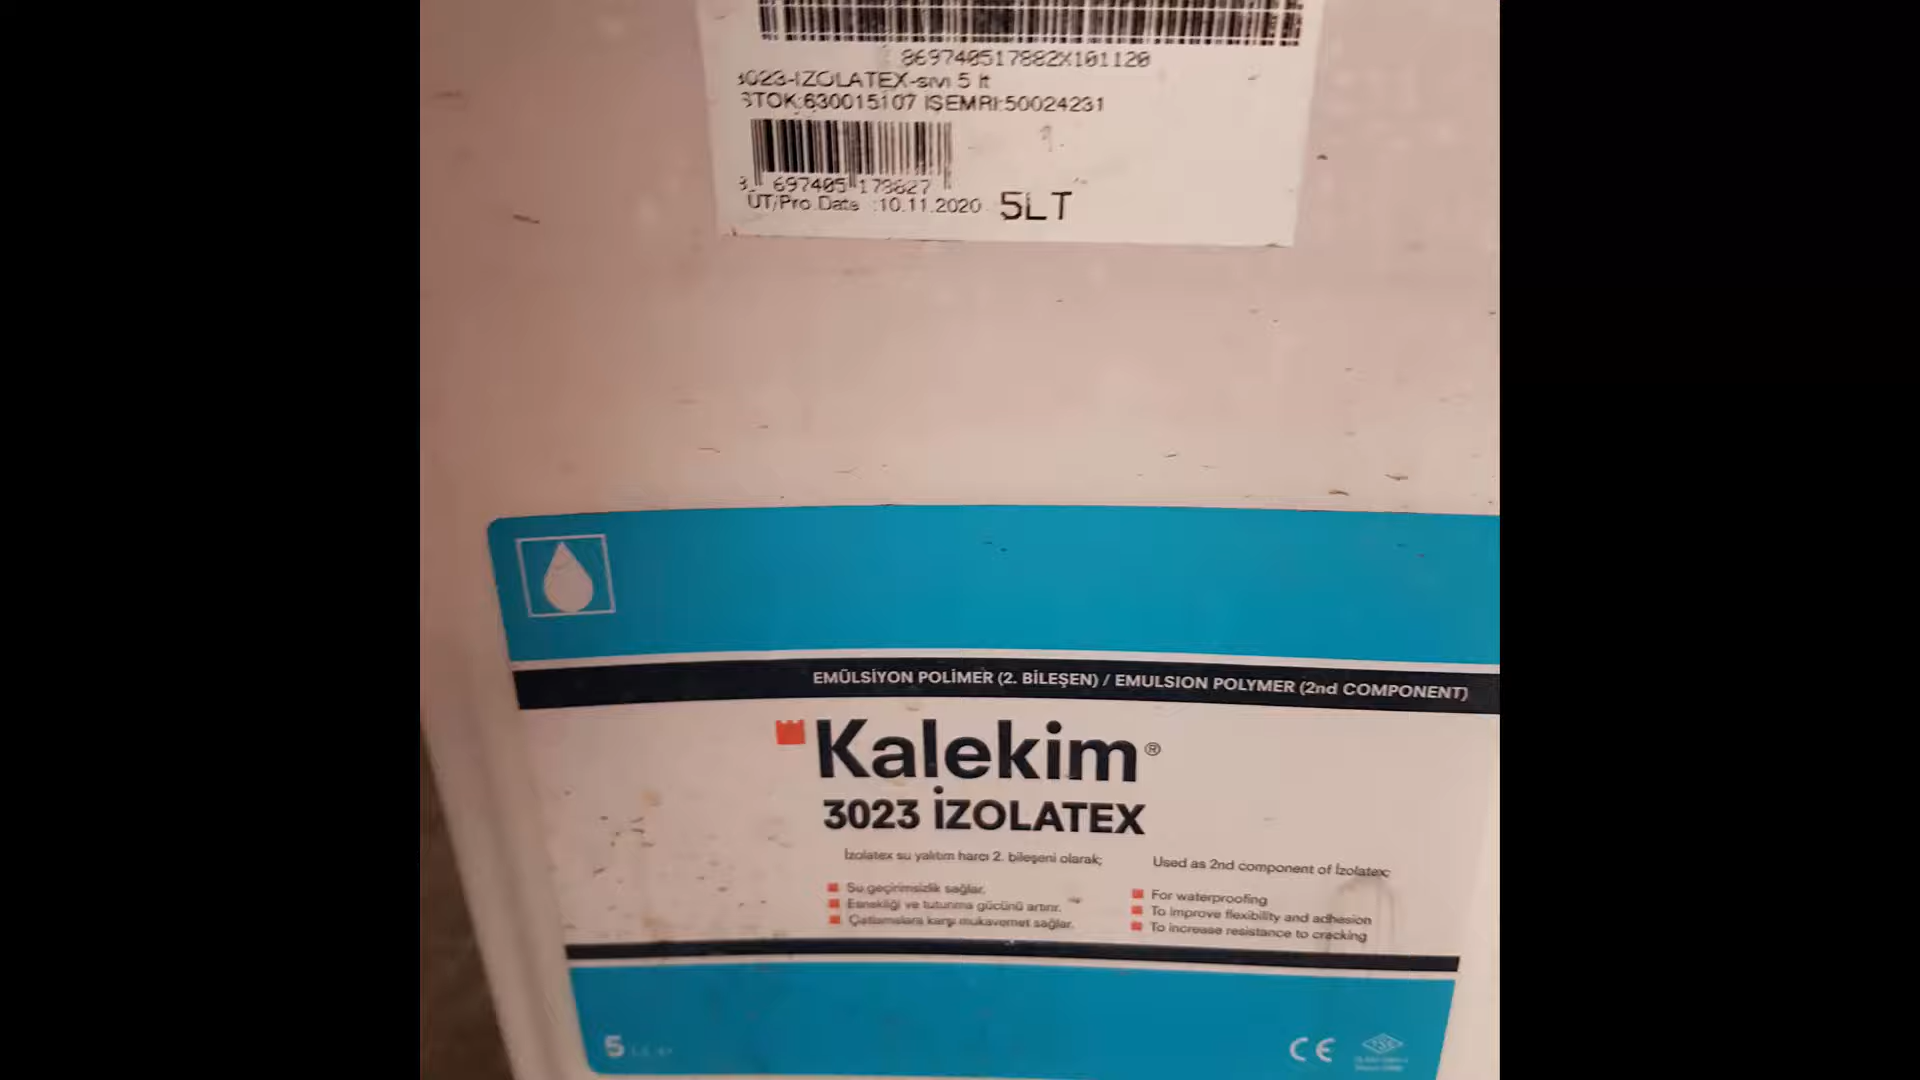 869740517882X101120
3023-IZOLATEX-sıvı 5 lt
STOK:630015107 IŞEMRI:50024231
8 697405 178827
ÜT/Pro Date :10.11.2020 5LT
EMÜLSİYON POLİMER (2. BİLEŞEN) / EMULSION POLYMER (2nd COMPONENT)
Kalekim®
3023 İZOLATEX
İzolatex su yalıtım harcı 2. bileşeni olarak;
Su geçirimsizlik sağlar.
Esnekliği ve tutunma gücünü artırır.
Çatlamalara karşı mukavemet sağlar.
Used as 2nd component of İzolatex;
For waterproofing
To improve flexibility and adhesion
To increase resistance to cracking
5
CE
TSE